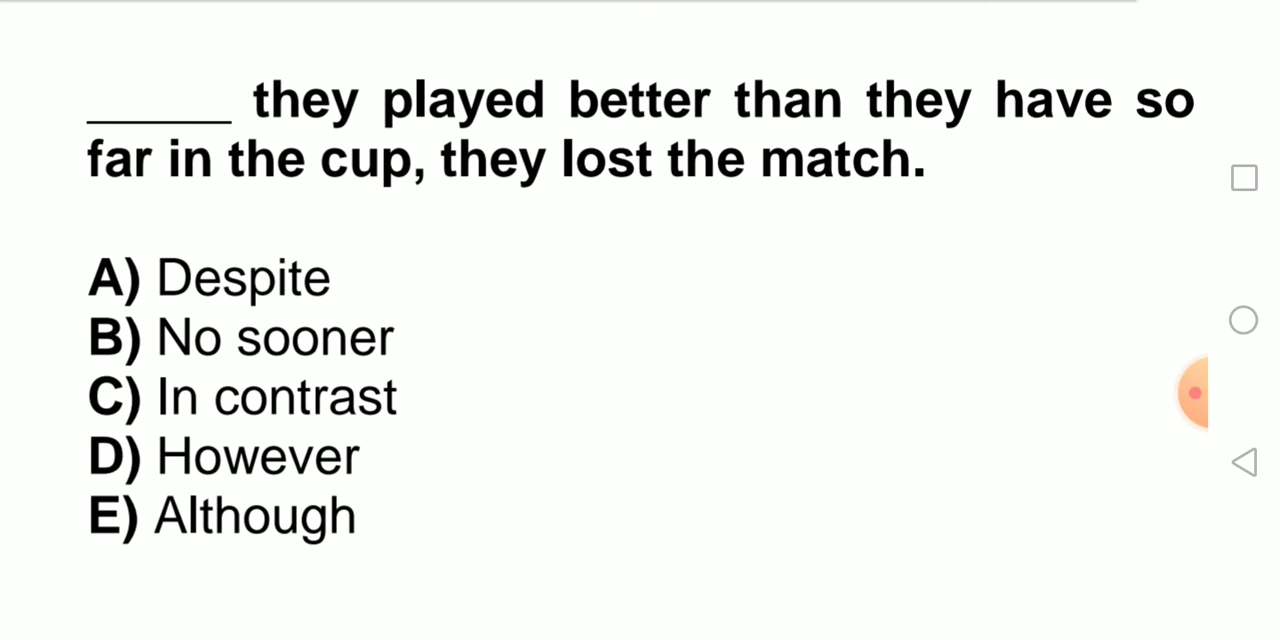 ______ they played better than they have so
far in the cup, they lost the match.
A) Despite
B) No sooner
C) In contrast
D) However
E) Although